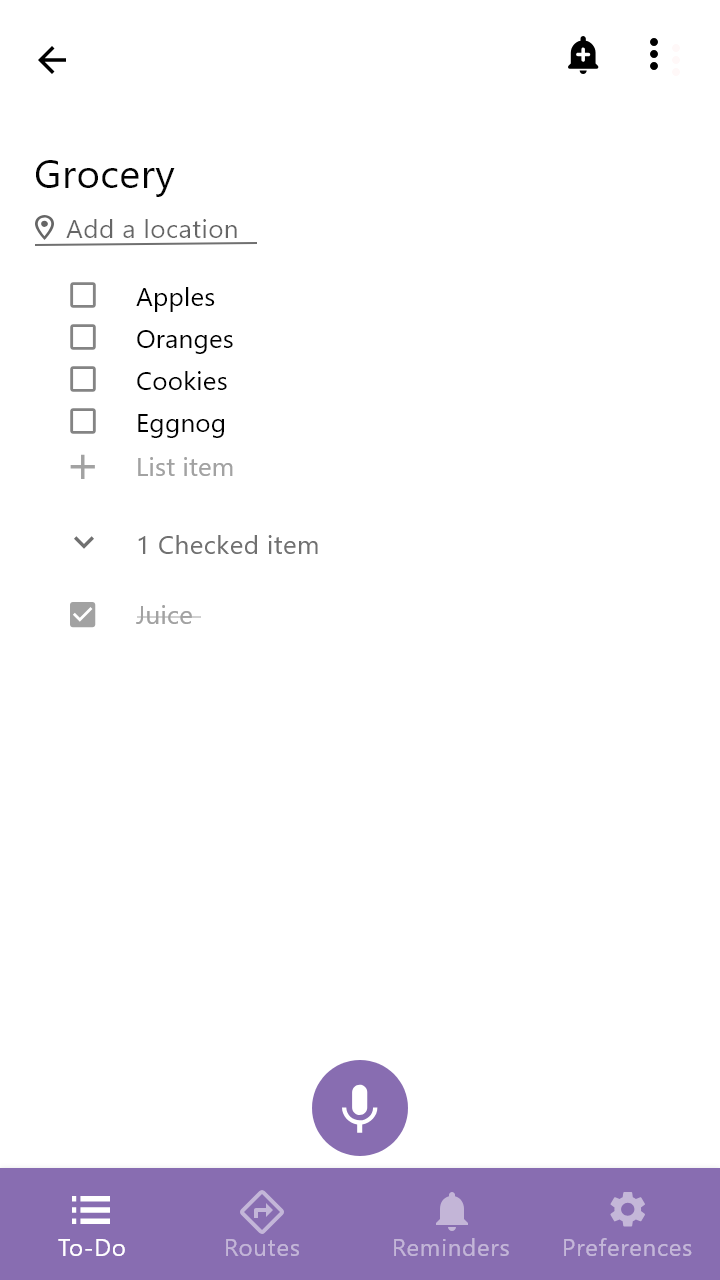 Grocery
Add a location
Apples
Oranges
Cookies
Eggnog
List item
1 Checked item
Juice
To-Do
Routes
Reminders
Preferences